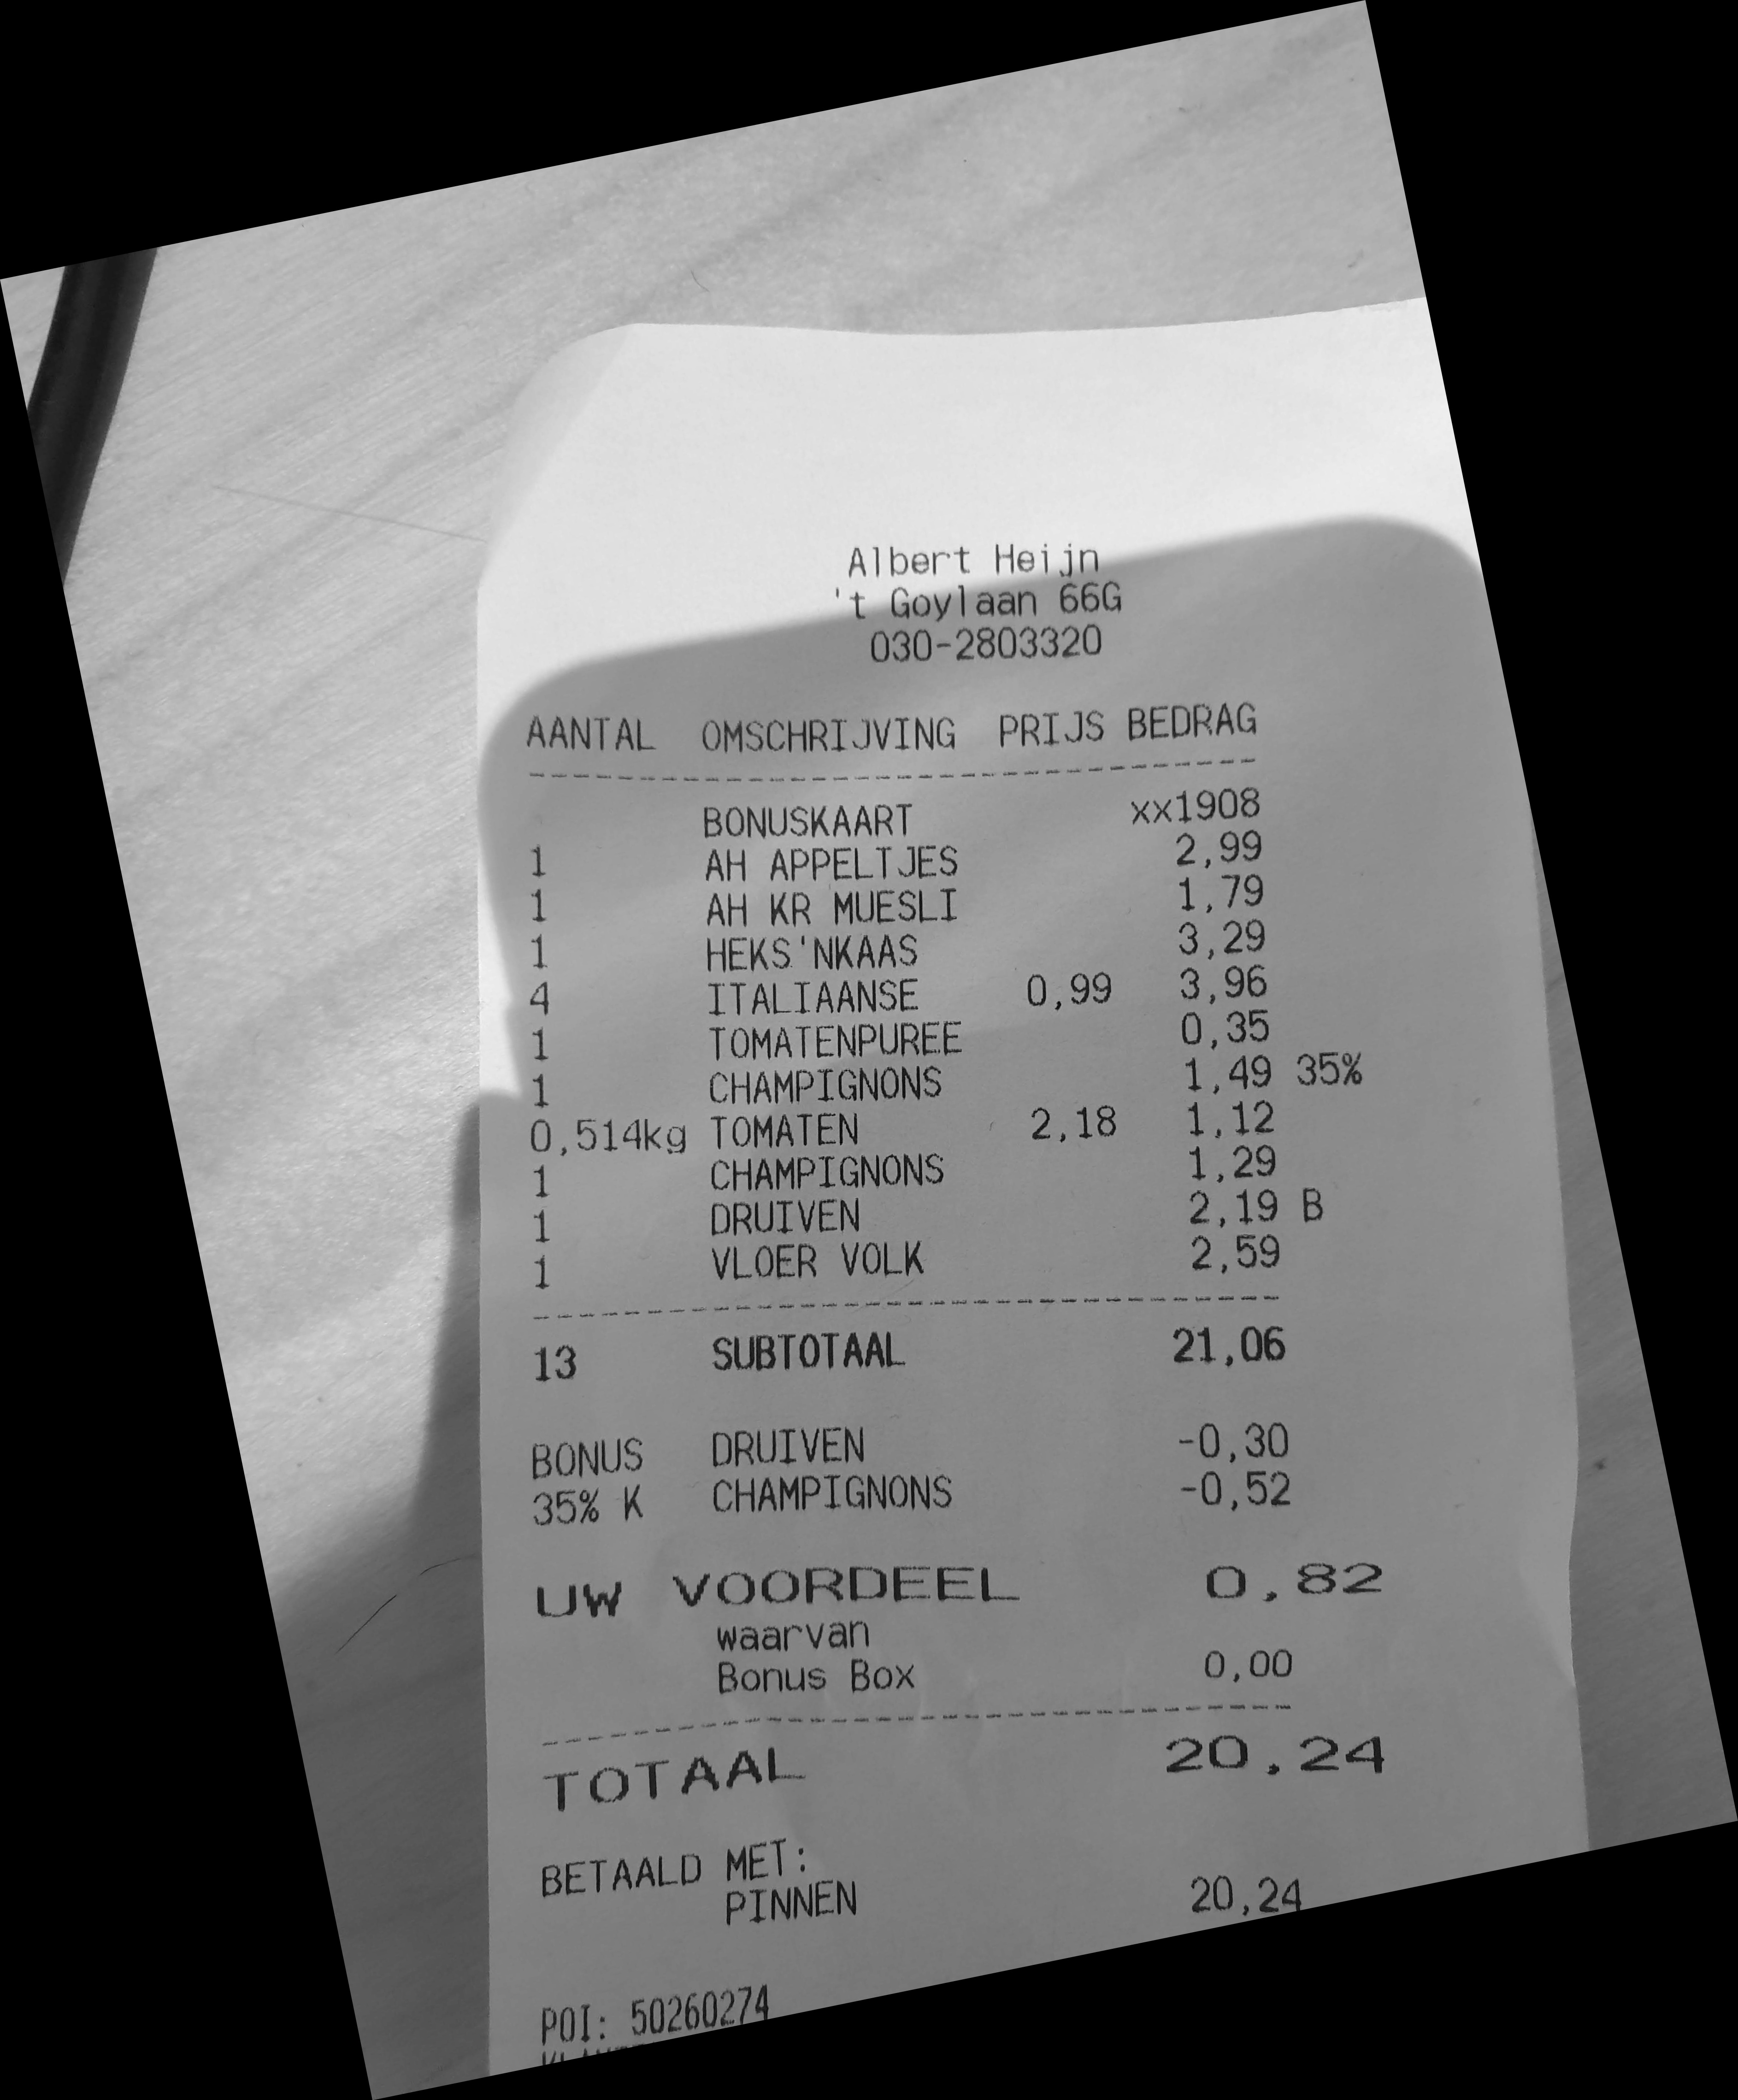 Albert Heijn
't Goylaan 66G
030-2803320
AANTAL OMSCHRIJVING PRIJS BEDRAG
BONUSKAART xx1908
1 AH APPELTJES 2,99
1 AH KR MUESLI 1,79
1 HEKS'NKAAS 3,29
4 ITALIAANSE 0,99 3,96
1 TOMATENPUREE 0,35
1 CHAMPIGNONS 1,49 35%
0,514kg TOMATEN 2,18 1,12
1 CHAMPIGNONS 1,29
1 DRUIVEN 2,19 B
1 VLOER VOLK 2,59
13 SUBTOTAAL 21,06
BONUS DRUIVEN -0,30
35% K CHAMPIGNONS -0,52
UW VOORDEEL 0,82
waarvan
Bonus Box 0,00
TOTAAL 20,24
BETAALD MET:
PINNEN 20,24
POI: 50260274